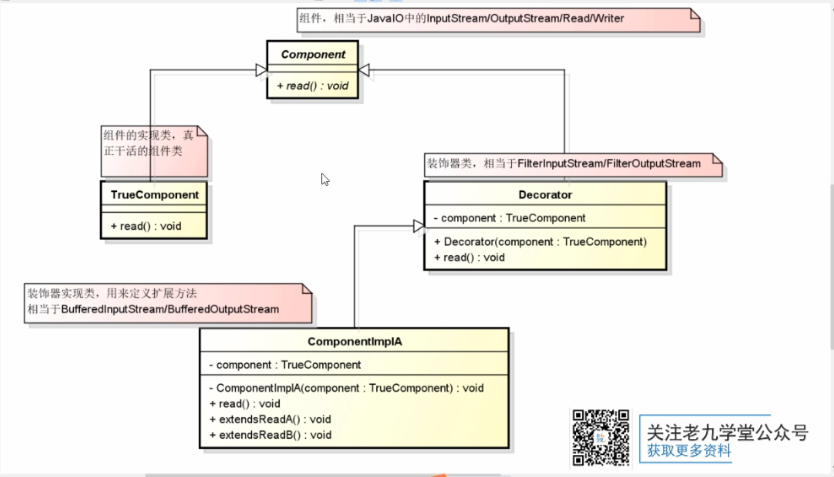 组件，相当于JavaIO中的InputStream/OutputStream/Read/Writer
Component
+ read() : void
组件的实现类，真
正干活的组件类
TrueComponent
+ read() : void
装饰器类，相当于FilterInputStream/FilterOutputStream
Decorator
- component : TrueComponent
+ Decorator(component : TrueComponent)
+ read() : void
装饰器实现类，用来定义扩展方法
相当于BufferedInputStream/BufferedOutputStream
ComponentImplA
- component : TrueComponent
- ComponentImplA(component : TrueComponent) : void
+ read() : void
+ extendsReadA() : void
+ extendsReadB() : void
关注老九学堂公众号
获取更多资料